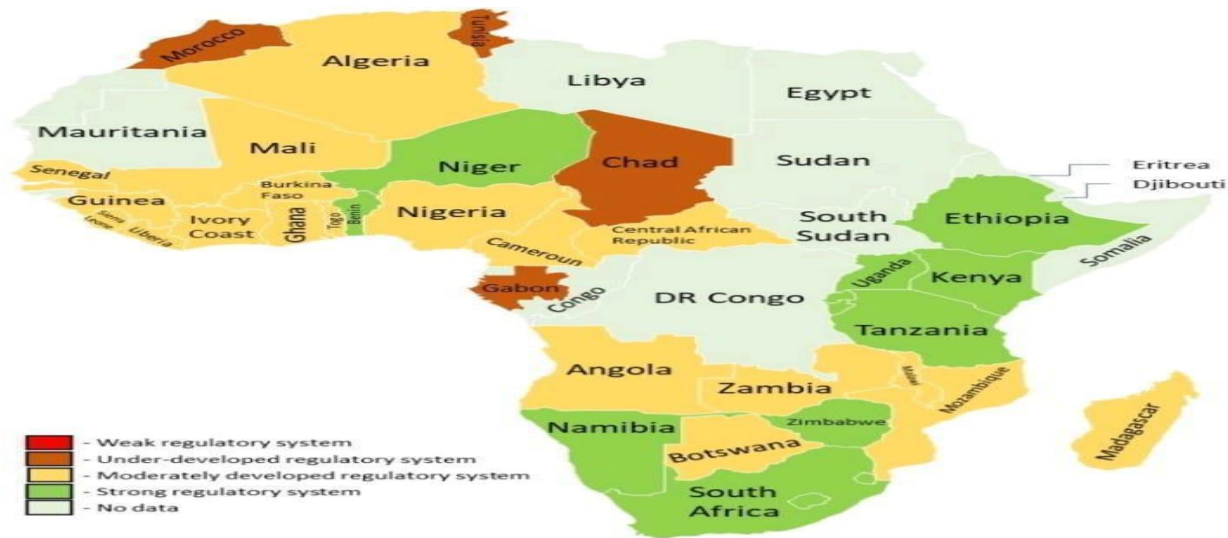 Morocco
Tunisia
Algeria
Libya
Egypt
Mauritania
Mali
Niger
Chad
Sudan
Eritrea
Djibouti
Senegal
Guinea
Burkina
Faso
Sierra
Leone
Liberia
Ivory
Coast
Ghana
Togo
Benin
Nigeria
Cameroun
Central African
Republic
South
Sudan
Ethiopia
Somalia
Gabon
Congo
DR Congo
Uganda
Kenya
Tanzania
Angola
Zambia
Malawi
Mozambique
Madagascar
Namibia
Zimbabwe
Botswana
South
Africa
- Weak regulatory system
- Under-developed regulatory system
- Moderately developed regulatory system
- Strong regulatory system
- No data